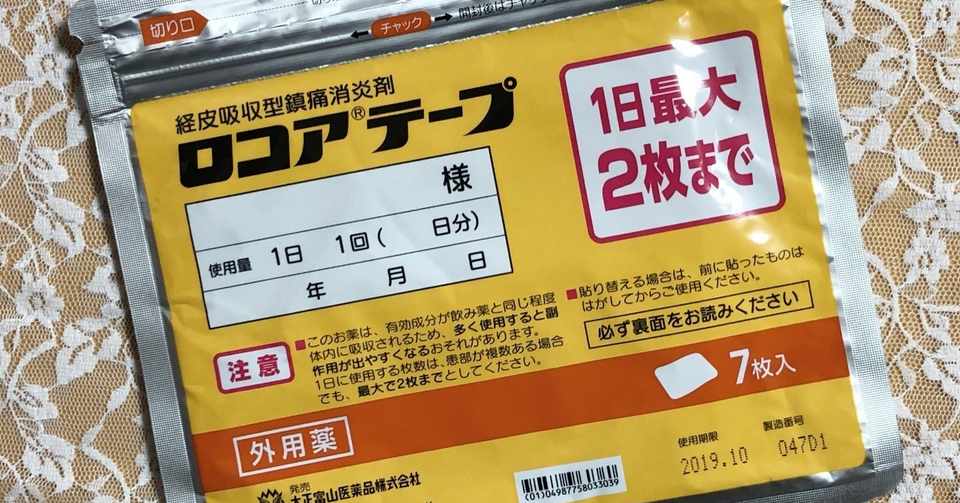 切り口
チャック
経皮吸収型鎮痛消炎剤
ロコア®テープ
1日最大
2枚まで
様
使用量 1日 1回( 日分)
年 月 日
注意
■このお薬は、有効成分が飲み薬と同じ程度
体内に吸収されるため、多く使用すると副
作用が出やすくなるおそれがあります。
1日に使用する枚数は、患部が複数ある場合
でも、最大で2枚までとしてください。
■貼り替える場合は、前に貼ったものは
はがしてからご使用ください。
必ず裏面をお読みください
7枚入
外用薬
使用期限
2019.10
製造番号
047D1
発売
大正富山医薬品株式会社
(01)04987758033039